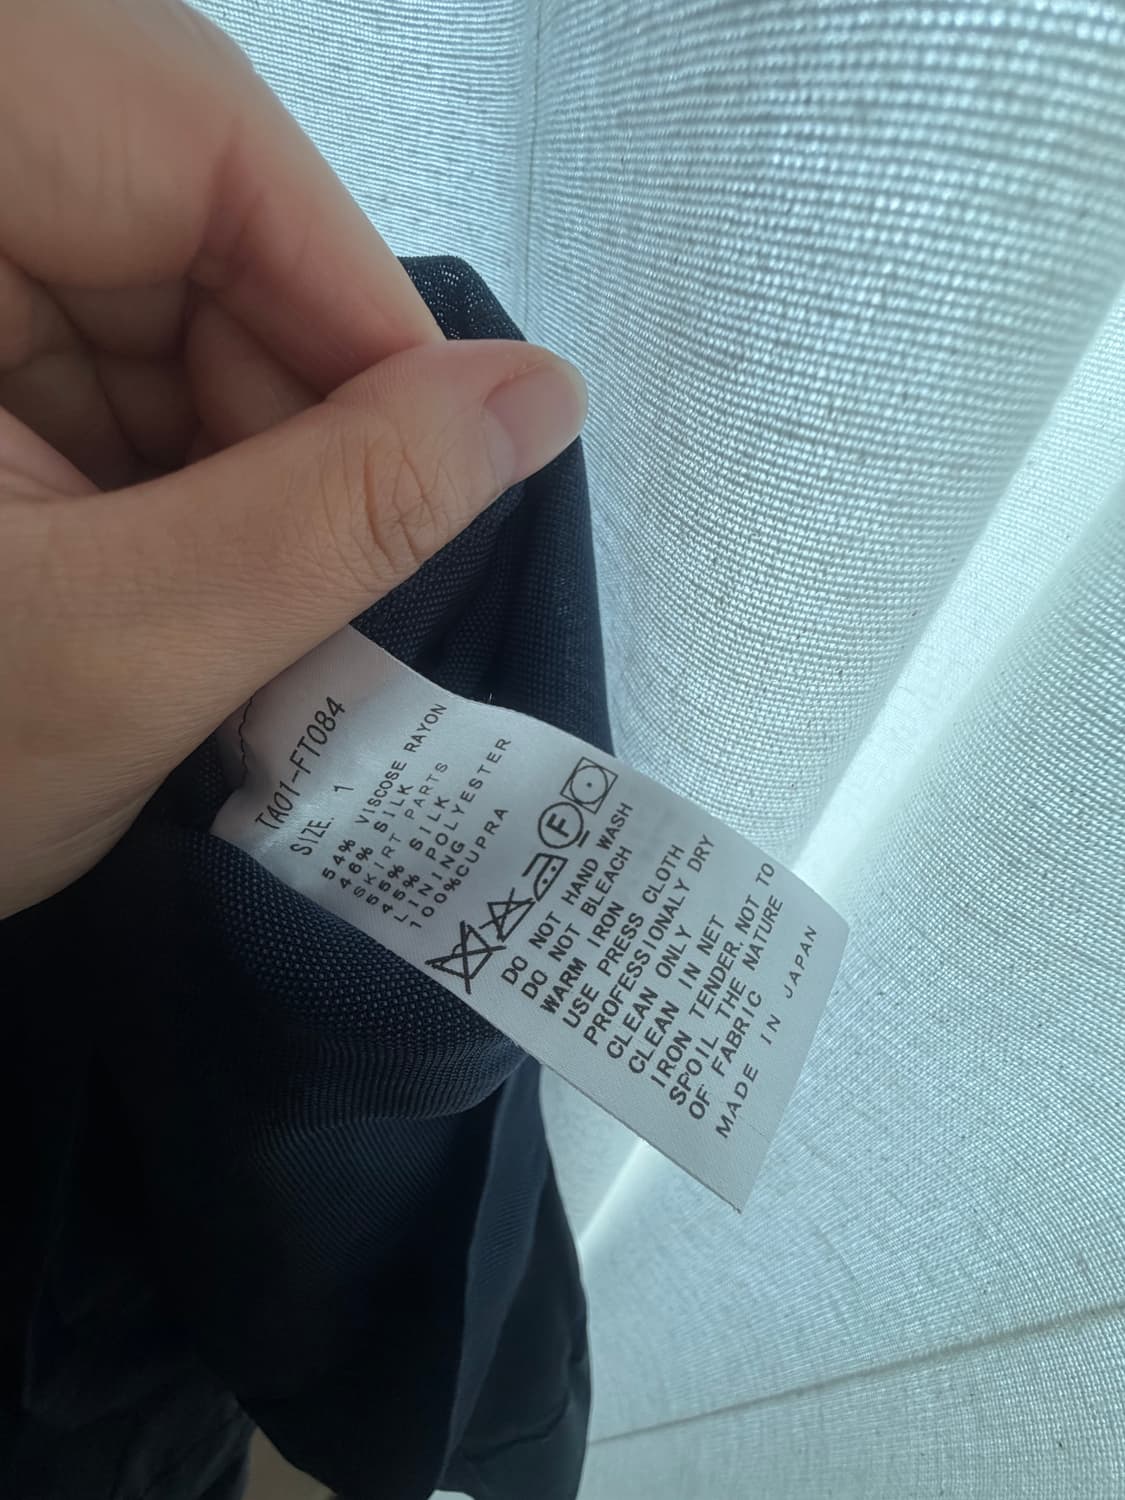 TA01-FT084
SIZE. 1
54% VISCOSE RAYON
46% SILK
SKIRT PARTS
55% SILK
45% POLYESTER
LINING
100%CUPRA
F
DO NOT HAND WASH
DO NOT BLEACH
WARM IRON
USE PRESS CLOTH
PROFESSIONALY DRY
CLEAN ONLY
CLEAN IN NET
IRON TENDER.NOT TO
SPOIL THE NATURE
OF FABRIC
MADE IN JAPAN